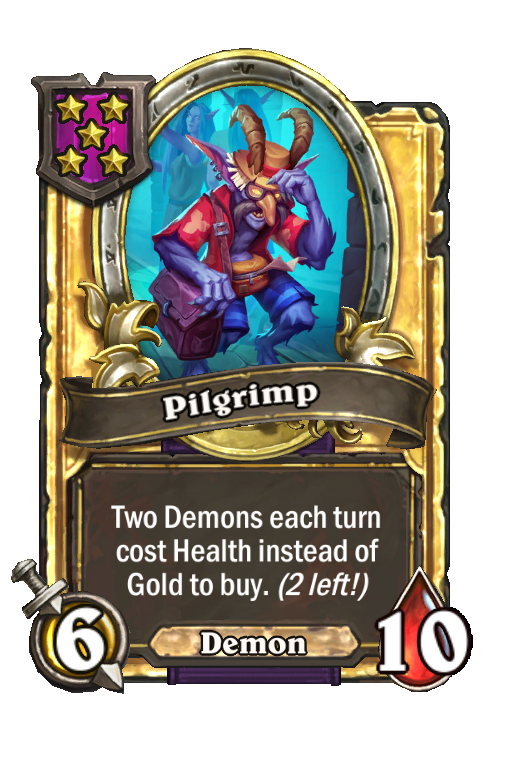 Pilgrimp
Two Demons each turn
cost Health instead of
Gold to buy. (2 left!)
6
Demon
10